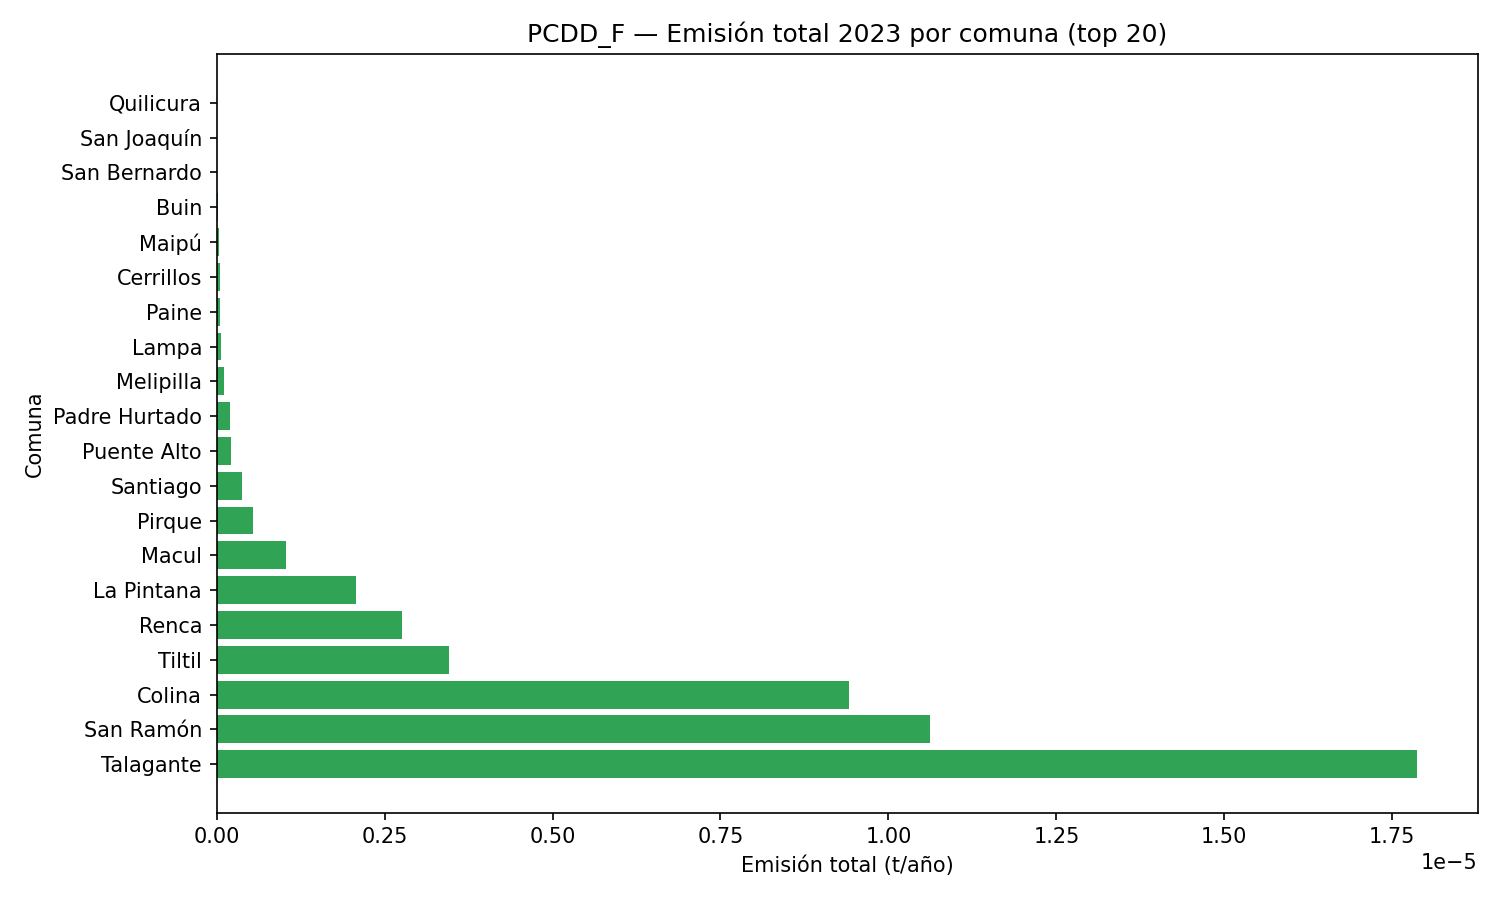 PCDD_F — Emisión total 2023 por comuna (top 20)
Quilicura
San Joaquín
San Bernardo
Buin
Maipú
Cerrillos
Paine
Lampa
Melipilla
Padre Hurtado
Puente Alto
Santiago
Pirque
Macul
La Pintana
Renca
Tiltil
Colina
San Ramón
Talagante
Comuna
0.00 0.25 0.50 0.75 1.00 1.25 1.50 1.75
1e−5
Emisión total (t/año)